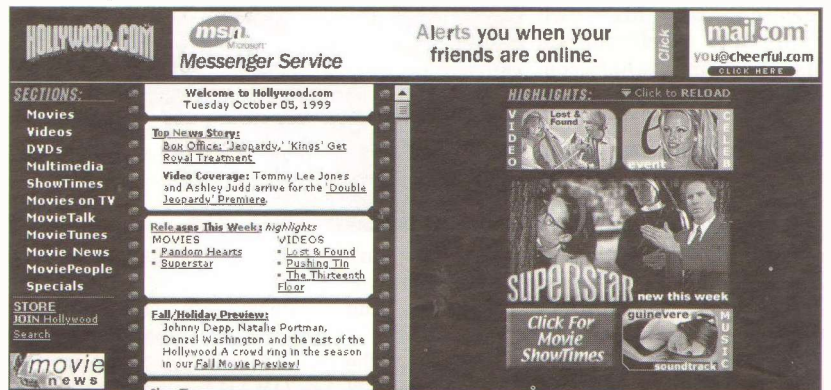 HOLLYWOOD.COM
msn.
Microsoft
Messenger Service
Alerts you when your
friends are online.
Click
mail.com
you@cheerful.com
CLICK HERE
SECTIONS:
Movies
Videos
DVDs
Multimedia
ShowTimes
Movies on TV
MovieTalk
MovieTunes
Movie News
MoviePeople
Specials
STORE
JOIN Hollywood
Search
movie
news
Welcome to Hollywood.com
Tuesday October 05, 1999
Top News Story:
Box Office: 'Jeopardy,' 'Kings' Get
Royal Treatment
Video Coverage: Tommy Lee Jones
and Ashley Judd arrive for the 'Double
Jeopardy' Premiere.
Releases This Week: highlights
MOVIES
• Random Hearts
• Superstar
VIDEOS
• Lost & Found
• Pushing Tin
• The Thirteenth
Floor
Fall/Holiday Preview:
Johnny Depp, Natalie Portman,
Denzel Washington and the rest of the
Hollywood A crowd ring in the season
in our Fall Movie Preview!
HIGHLIGHTS:
Click to RELOAD
VIDEO
Lost &
Found
e
event
CELEB
SUPERSTAR new this week
Click For
Movie
ShowTimes
guinevere
MUSIC
soundtrack